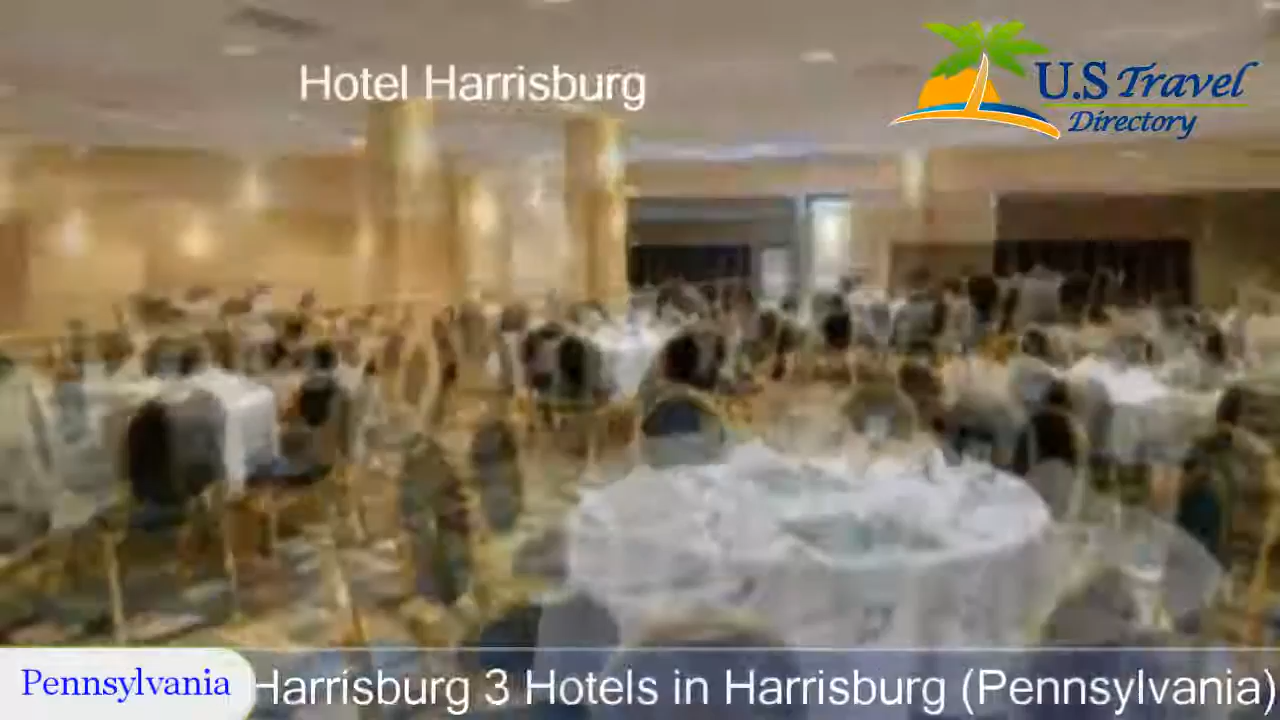 Hotel Harrisburg
U.S Travel
Directory
Pennsylvania
Harrisburg 3 Hotels in Harrisburg (Pennsylvania)